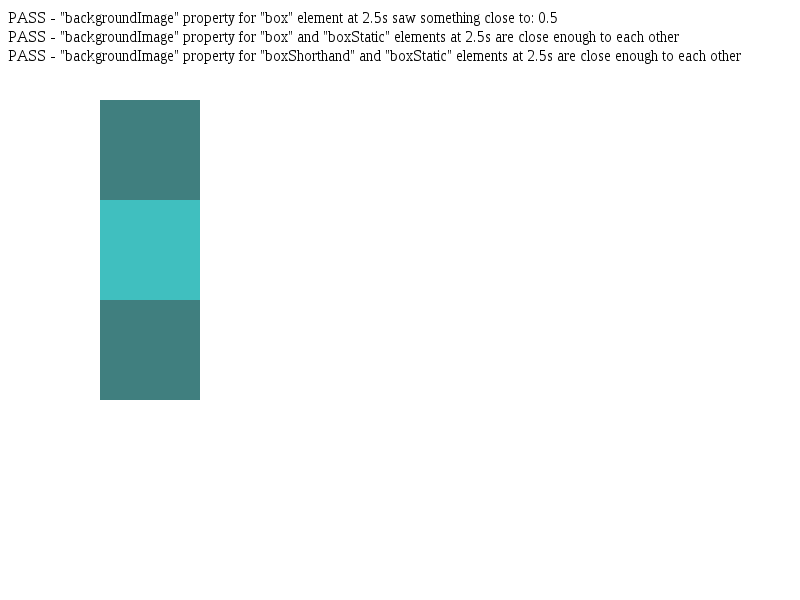 PASS - "backgroundImage" property for "box" element at 2.5s saw something close to: 0.5
PASS - "backgroundImage" property for "box" and "boxStatic" elements at 2.5s are close enough to each other
PASS - "backgroundImage" property for "boxShorthand" and "boxStatic" elements at 2.5s are close enough to each other